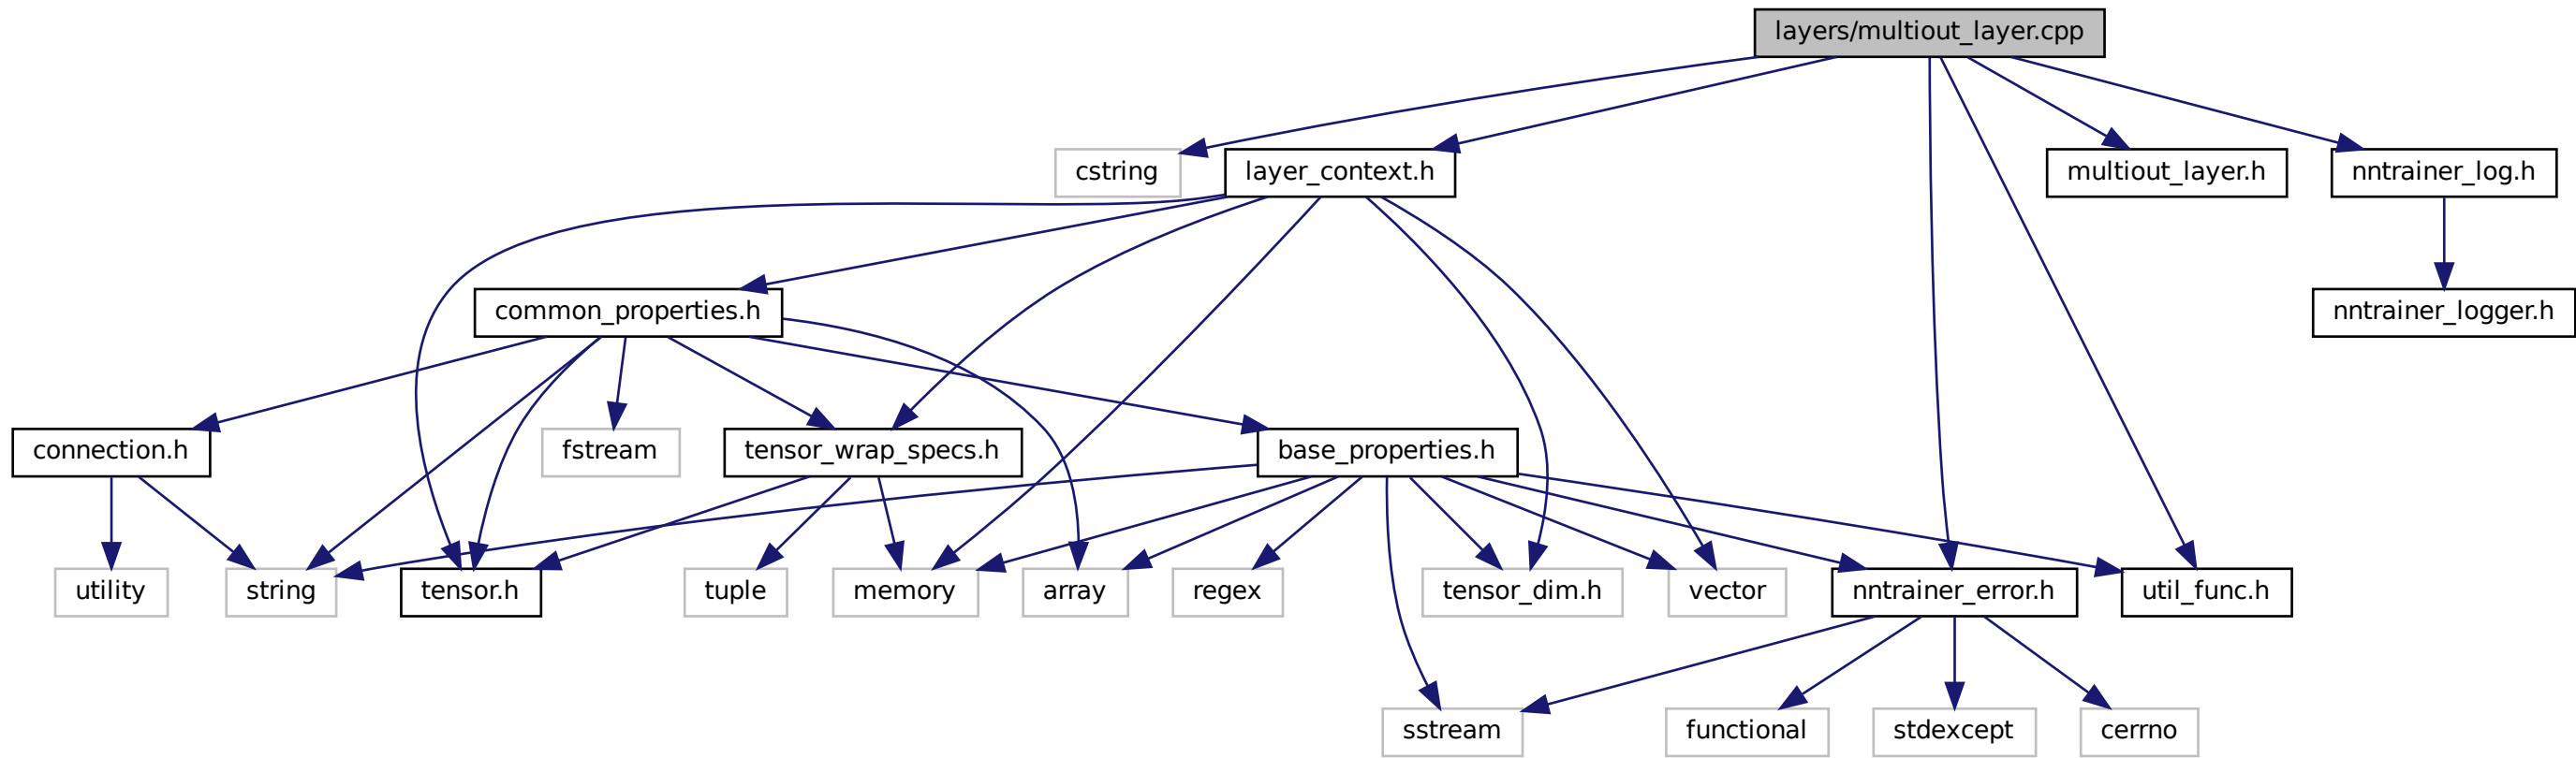 layers/multiout_layer.cpp
cstring
layer_context.h
multiout_layer.h
nntrainer_log.h
common_properties.h
nntrainer_logger.h
connection.h
fstream
tensor_wrap_specs.h
base_properties.h
utility
string
tensor.h
tuple
memory
array
regex
tensor_dim.h
vector
nntrainer_error.h
util_func.h
sstream
functional
stdexcept
cerrno